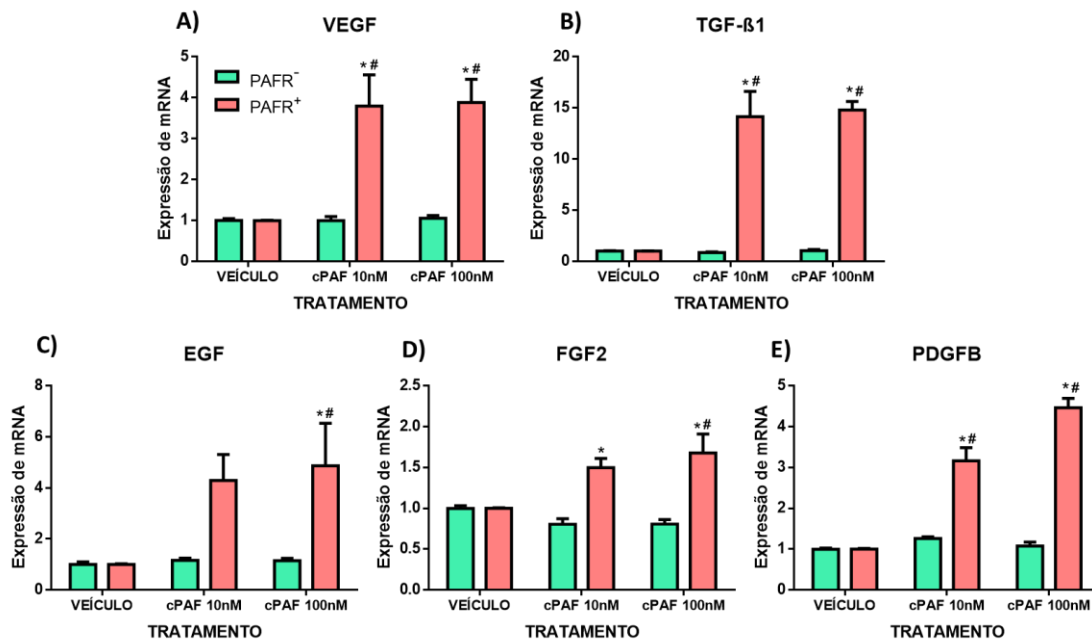 A)
VEGF
Expressão de mRNA
5
4
3
2
1
0
PAFR⁻
PAFR⁺
*#
*#
VEÍCULO cPAF 10nM cPAF 100nM
TRATAMENTO
B)
TGF-ß1
Expressão de mRNA
20
15
10
5
0
*#
*#
VEÍCULO cPAF 10nM cPAF 100nM
TRATAMENTO
C)
EGF
Expressão de mRNA
8
6
4
2
0
*#
VEÍCULO cPAF 10nM cPAF 100nM
TRATAMENTO
D)
FGF2
Expressão de mRNA
2.5
2.0
1.5
1.0
0.5
0.0
*
*#
VEÍCULO cPAF 10nM cPAF 100nM
TRATAMENTO
E)
PDGFB
Expressão de mRNA
5
4
3
2
1
0
*#
*#
VEÍCULO cPAF 10nM cPAF 100nM
TRATAMENTO